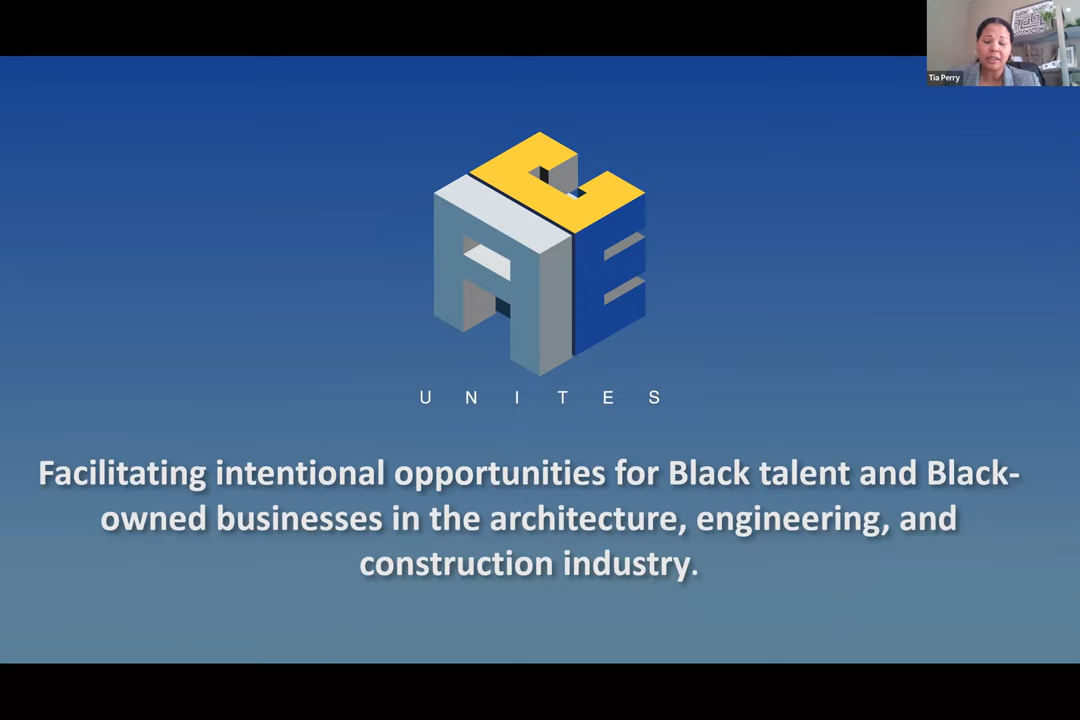 Tia Perry
A C E
U N I T E S
Facilitating intentional opportunities for Black talent and Black-
owned businesses in the architecture, engineering, and
construction industry.